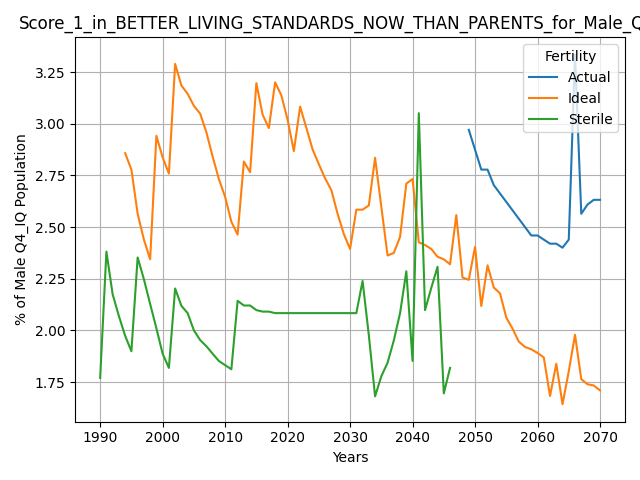 Score_1_in_BETTER_LIVING_STANDARDS_NOW_THAN_PARENTS_for_Male_Q
Fertility
Actual
Ideal
Sterile
% of Male Q4_IQ Population
3.25
3.00
2.75
2.50
2.25
2.00
1.75
1990 2000 2010 2020 2030 2040 2050 2060 2070
Years